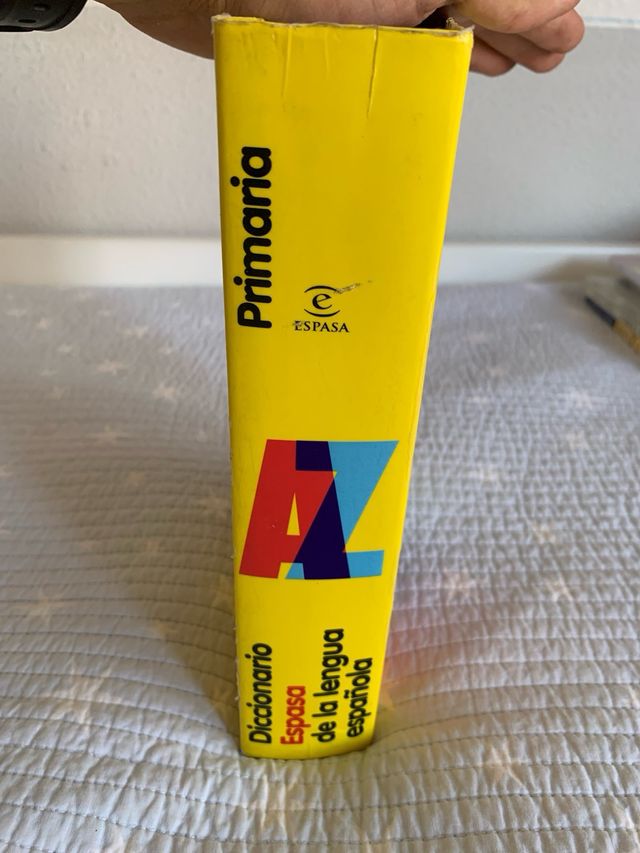 Primaria
e
ESPASA
AZ
Diccionario
Espasa
de la lengua
española